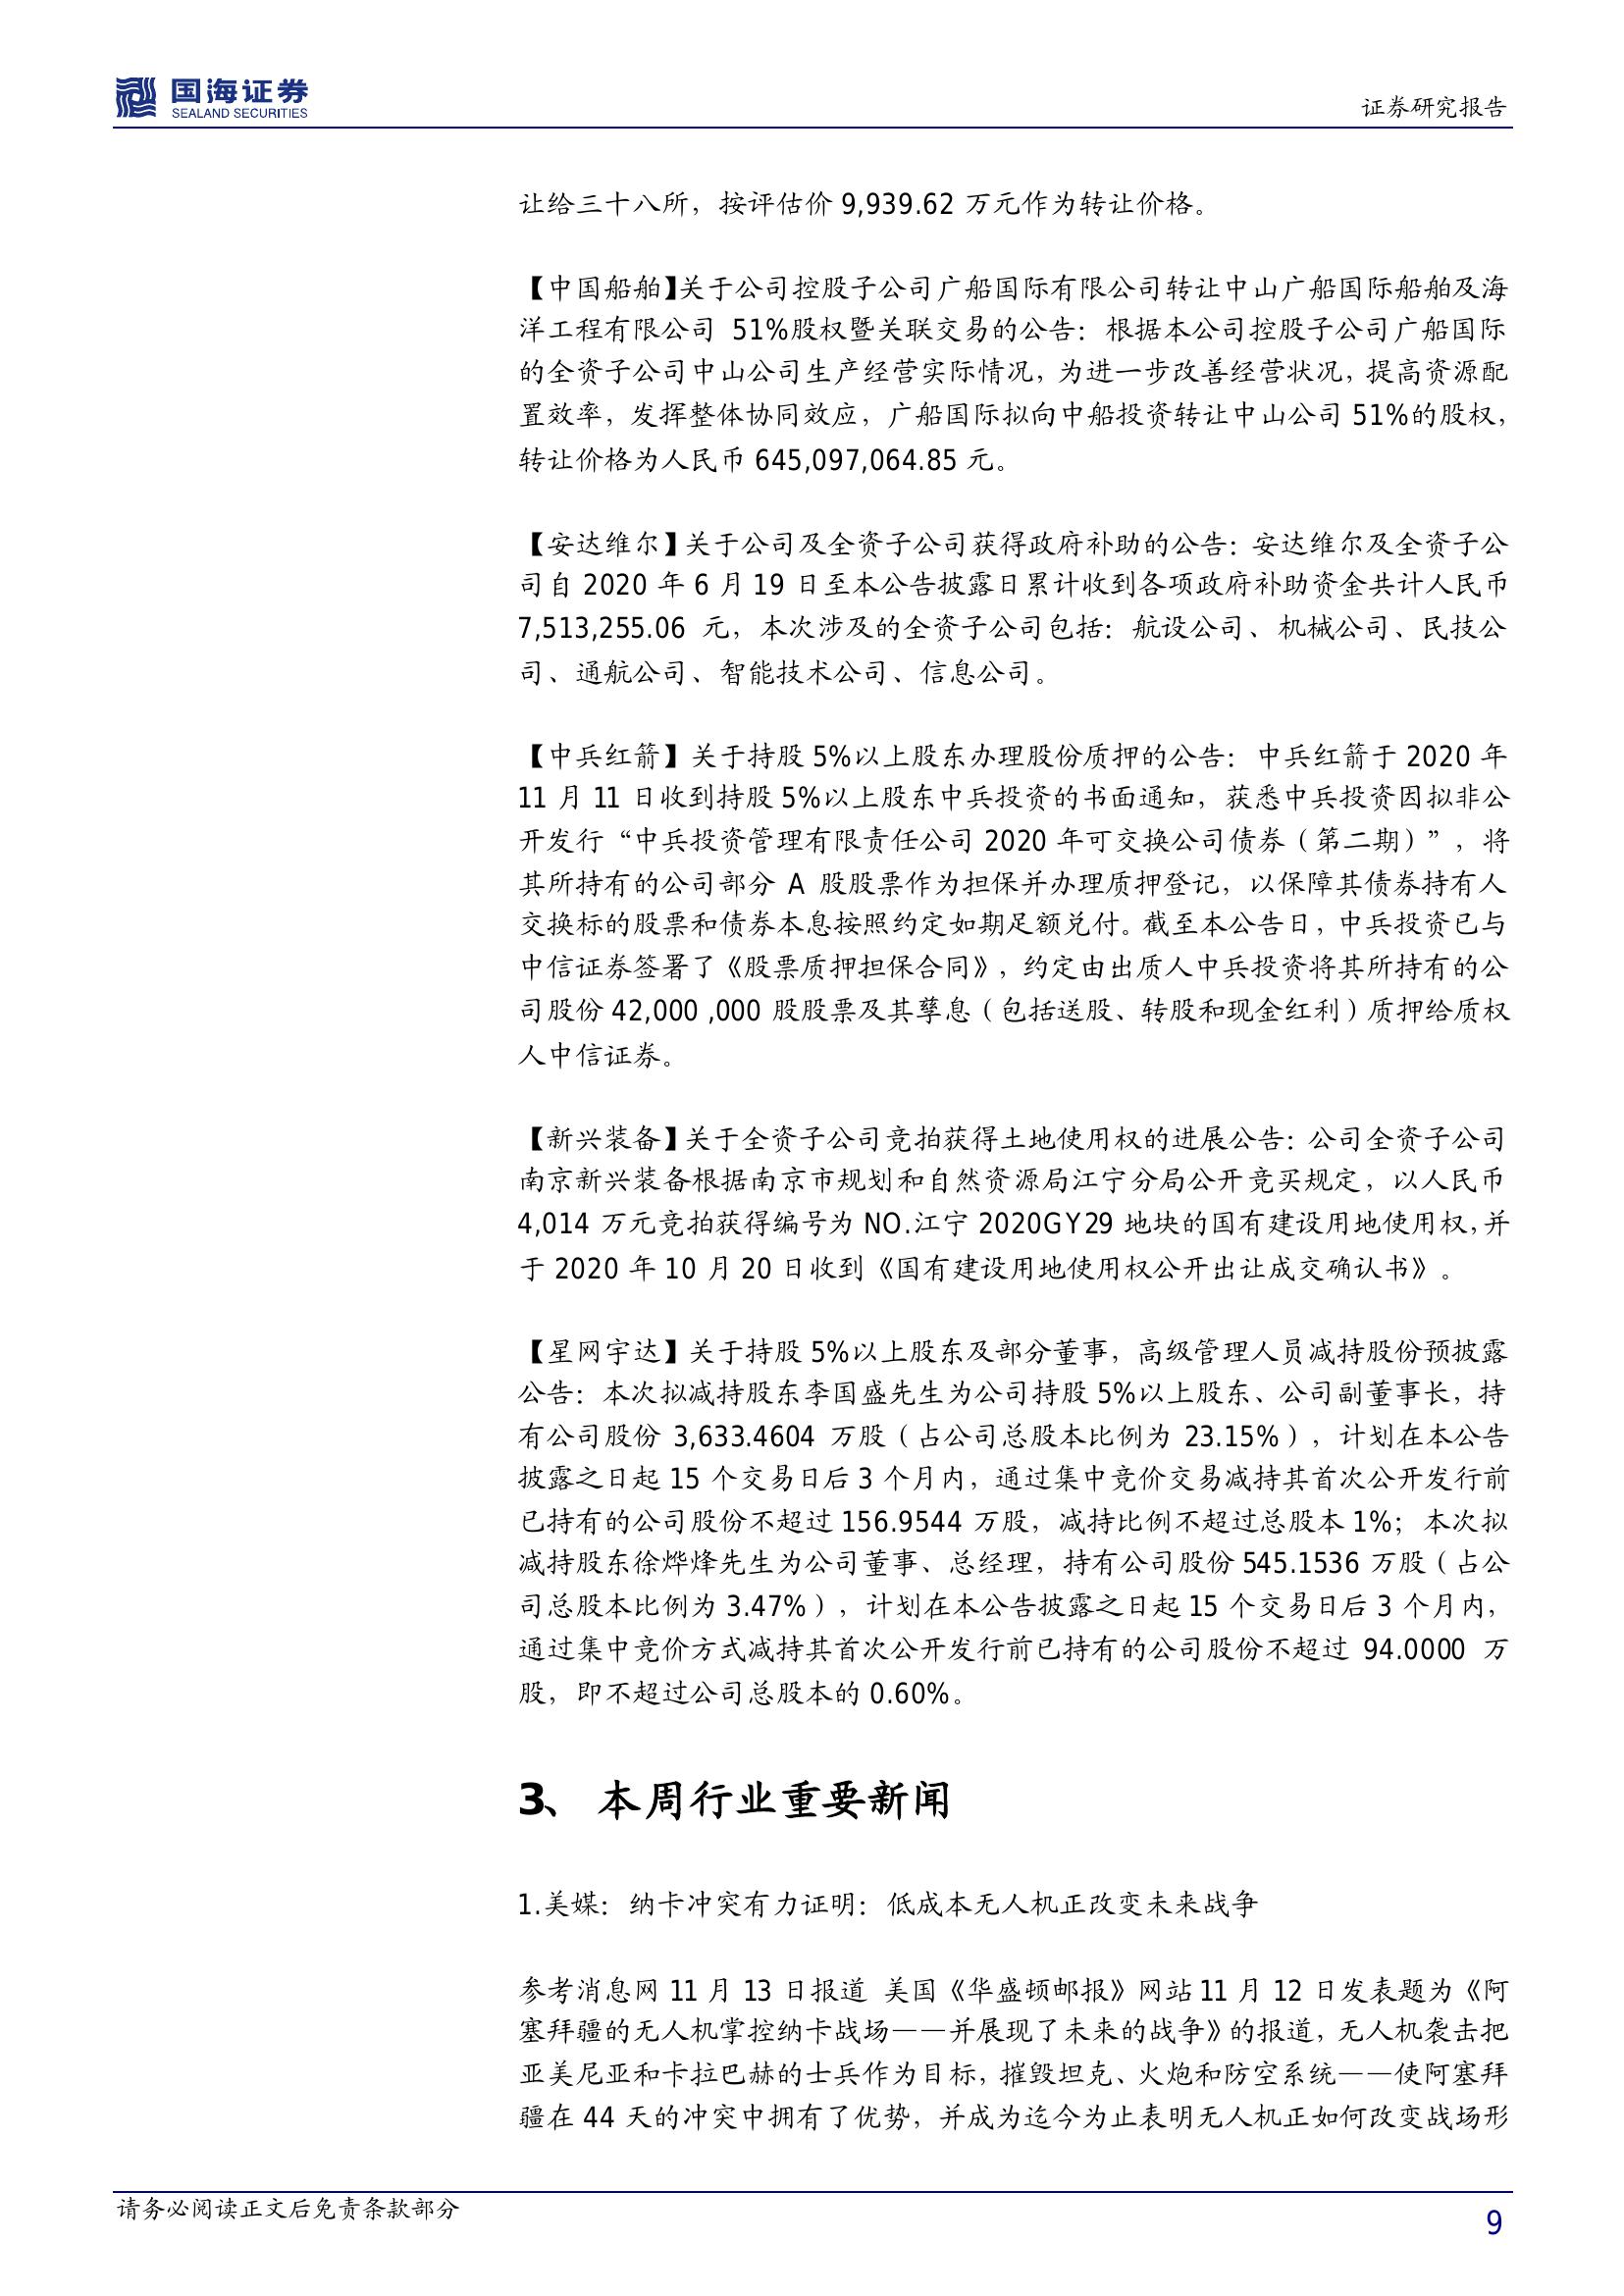 国海证券
SEALAND SECURITIES
证券研究报告
让给三十八所，按评估价 9,939.62 万元作为转让价格。
【中国船舶】关于公司控股子公司广船国际有限公司转让中山广船国际船舶及海
洋工程有限公司 51%股权暨关联交易的公告：根据本公司控股子公司广船国际
的全资子公司中山公司生产经营实际情况，为进一步改善经营状况，提高资源配
置效率，发挥整体协同效应，广船国际拟向中船投资转让中山公司 51%的股权，
转让价格为人民币 645,097,064.85 元。
【安达维尔】关于公司及全资子公司获得政府补助的公告：安达维尔及全资子公
司自 2020 年 6 月 19 日至本公告披露日累计收到各项政府补助资金共计人民币
7,513,255.06 元，本次涉及的全资子公司包括：航设公司、机械公司、民技公
司、通航公司、智能技术公司、信息公司。
【中兵红箭】关于持股 5%以上股东办理股份质押的公告：中兵红箭于 2020 年
11 月 11 日收到持股 5%以上股东中兵投资的书面通知，获悉中兵投资因拟非公
开发行“中兵投资管理有限责任公司 2020 年可交换公司债券（第二期）”，将
其所持有的公司部分 A 股股票作为担保并办理质押登记，以保障其债券持有人
交换标的股票和债券本息按照约定如期足额兑付。截至本公告日，中兵投资已与
中信证券签署了《股票质押担保合同》，约定由出质人中兵投资将其所持有的公
司股份 42,000 ,000 股股票及其孳息（包括送股、转股和现金红利）质押给质权
人中信证券。
【新兴装备】关于全资子公司竞拍获得土地使用权的进展公告：公司全资子公司
南京新兴装备根据南京市规划和自然资源局江宁分局公开竞买规定，以人民币
4,014 万元竞拍获得编号为 NO.江宁 2020GY29 地块的国有建设用地使用权，并
于 2020 年 10 月 20 日收到《国有建设用地使用权公开出让成交确认书》。
【星网宇达】关于持股 5%以上股东及部分董事，高级管理人员减持股份预披露
公告：本次拟减持股东李国盛先生为公司持股 5%以上股东、公司副董事长，持
有公司股份 3,633.4604 万股（占公司总股本比例为 23.15%），计划在本公告
披露之日起 15 个交易日后 3 个月内，通过集中竞价交易减持其首次公开发行前
已持有的公司股份不超过 156.9544 万股，减持比例不超过总股本 1%；本次拟
减持股东徐烨烽先生为公司董事、总经理，持有公司股份 545.1536 万股（占公
司总股本比例为 3.47%），计划在本公告披露之日起 15 个交易日后 3 个月内，
通过集中竞价方式减持其首次公开发行前已持有的公司股份不超过 94.0000 万
股，即不超过公司总股本的 0.60%。
3、 本周行业重要新闻
1.美媒：纳卡冲突有力证明：低成本无人机正改变未来战争
参考消息网 11 月 13 日报道 美国《华盛顿邮报》网站 11 月 12 日发表题为《阿
塞拜疆的无人机掌控纳卡战场——并展现了未来的战争》的报道，无人机袭击把
亚美尼亚和卡拉巴赫的士兵作为目标，摧毁坦克、火炮和防空系统——使阿塞拜
疆在 44 天的冲突中拥有了优势，并成为迄今为止表明无人机正如何改变战场形
请务必阅读正文后免责条款部分
9